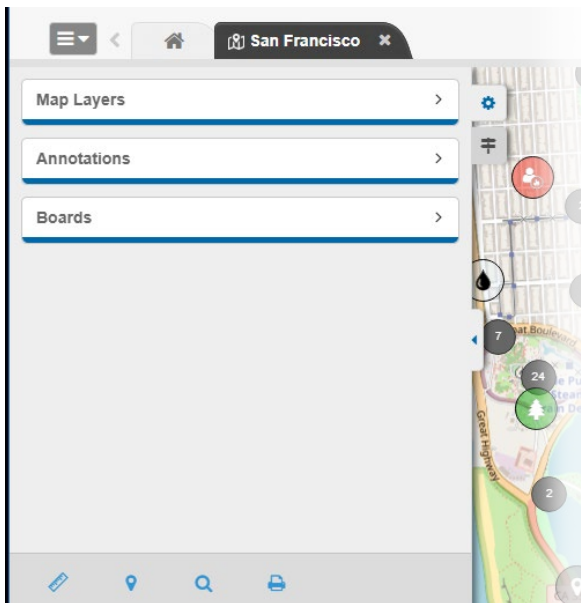 San Francisco
Map Layers
Annotations
Boards
7
24
2
Great Highway